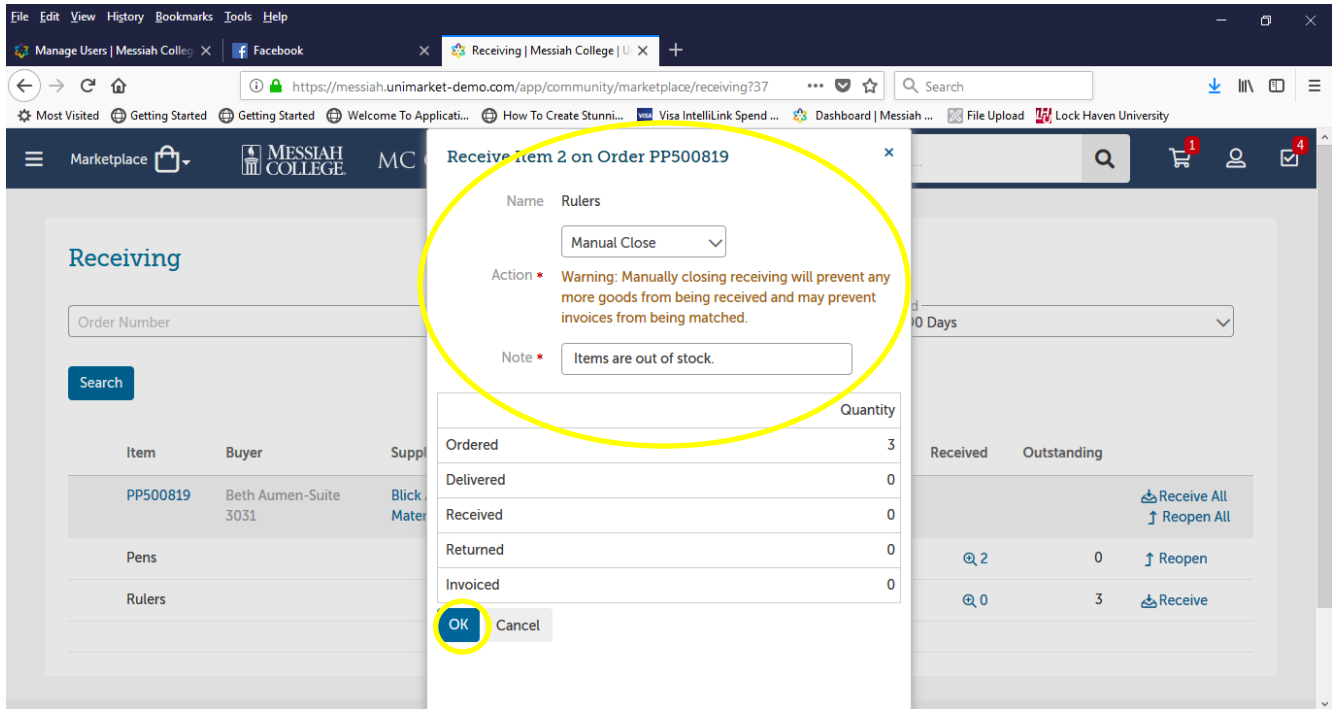 File Edit View History Bookmarks Tools Help
Manage Users | Messiah Colleg
Facebook
Receiving | Messiah College | U
https://messiah.unimarket-demo.com/app/community/marketplace/receiving?37
Search
Most Visited Getting Started Getting Started Welcome To Applicati... How To Create Stunni... VISA Visa IntelliLink Spend ... Dashboard | Messiah ... File Upload Lock Haven University
Marketplace
MESSIAH
COLLEGE
MC
1
4
Receive Item 2 on Order PP500819
Name Rulers
Manual Close
Action * Warning: Manually closing receiving will prevent any
more goods from being received and may prevent
invoices from being matched.
Note * Items are out of stock.
Quantity
Ordered 3
Delivered 0
Received 0
Returned 0
Invoiced 0
OK Cancel
Receiving
Order Number
0 Days
Search
Item Buyer Suppl Received Outstanding
PP500819 Beth Aumen-Suite
3031
Blick
Mater
Receive All
Reopen All
Pens 2 0 Reopen
Rulers 0 3 Receive